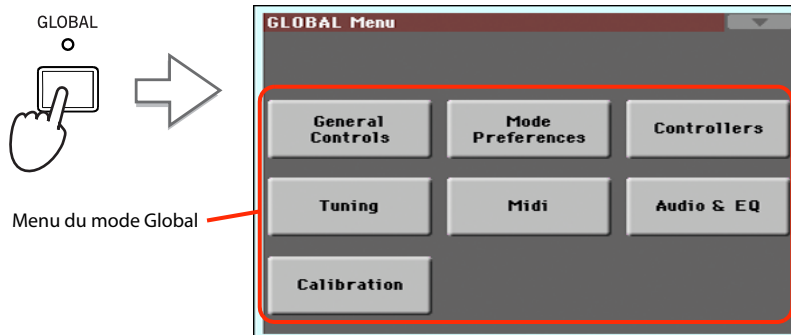 GLOBAL
GLOBAL Menu
General
Controls
Mode
Preferences
Controllers
Tuning
Midi
Audio & EQ
Menu du mode Global
Calibration